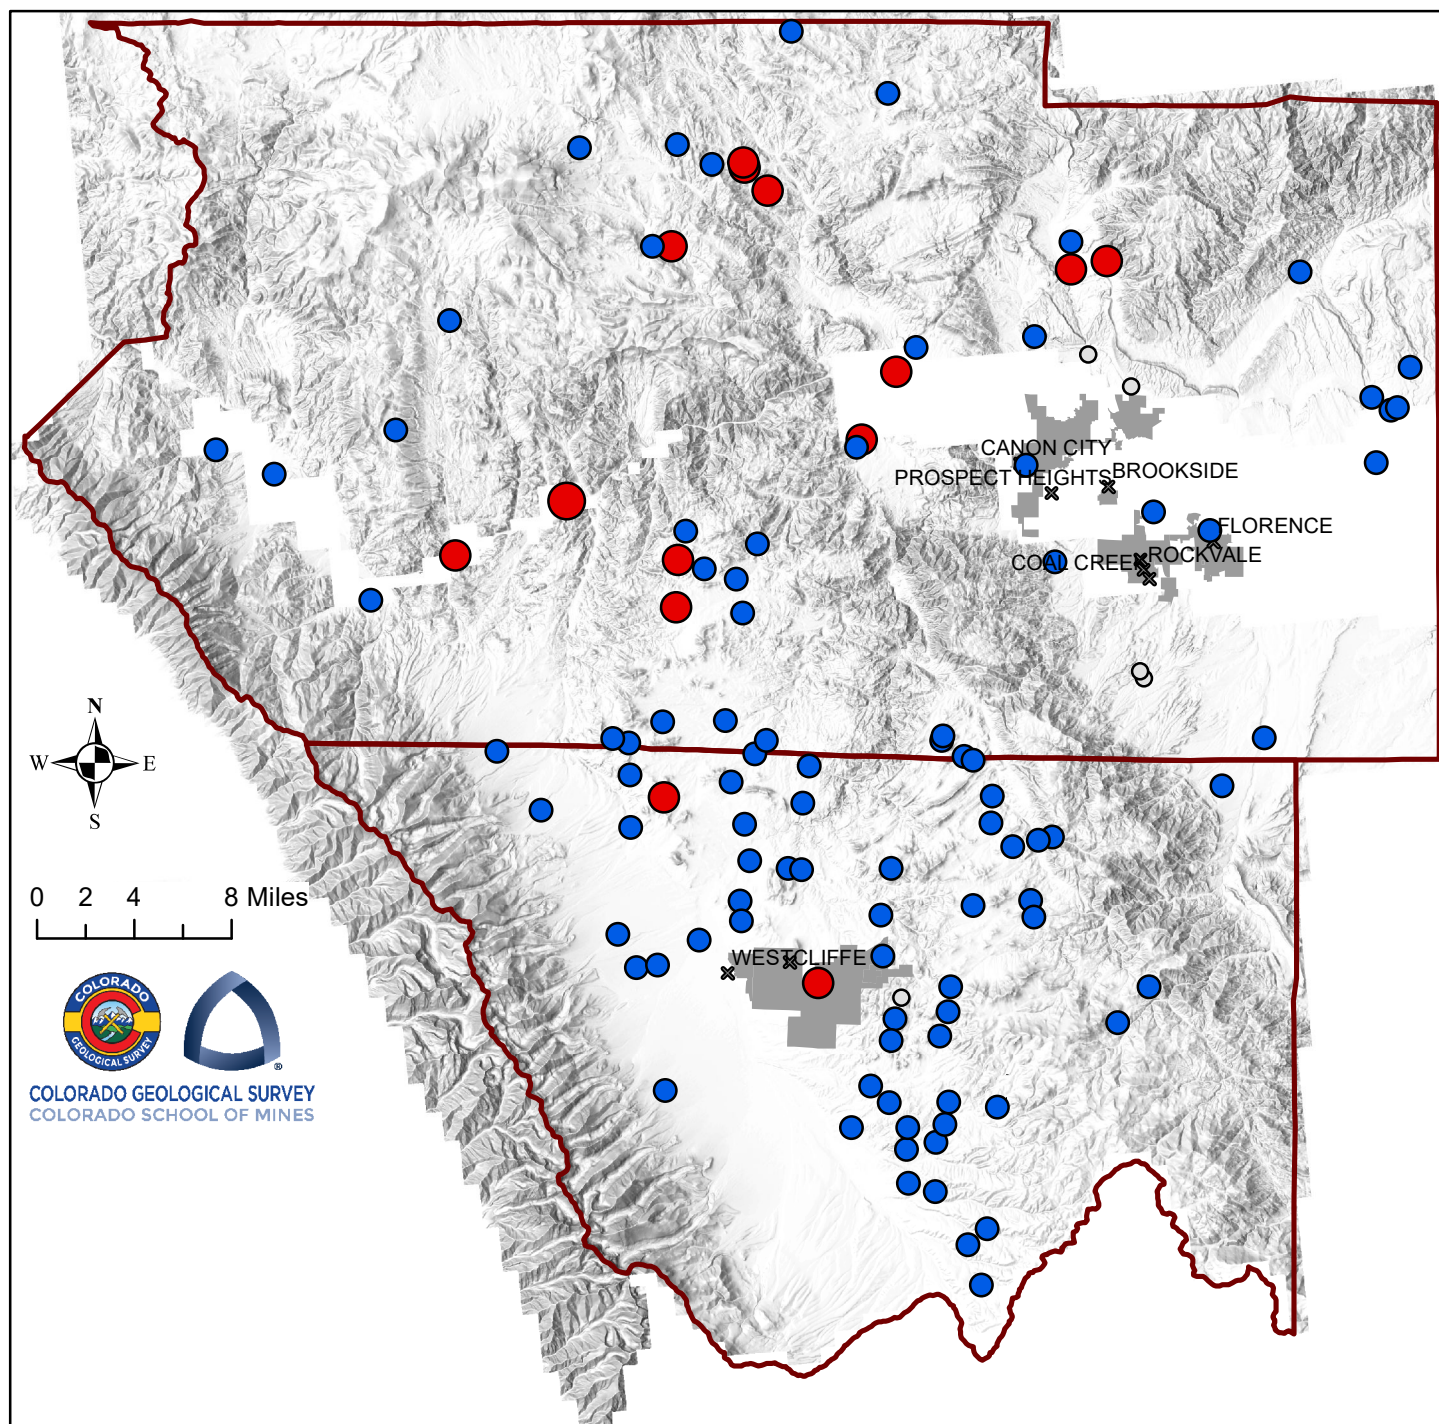 CANON CITY
PROSPECT HEIGHTS
BROOKSIDE
FLORENCE
COAL CREEK
ROCKVALE
N
W
E
S
0 2 4 8 Miles
WESTCLIFFE
COLORADO
GEOLOGICAL SURVEY
®
COLORADO GEOLOGICAL SURVEY
COLORADO SCHOOL OF MINES